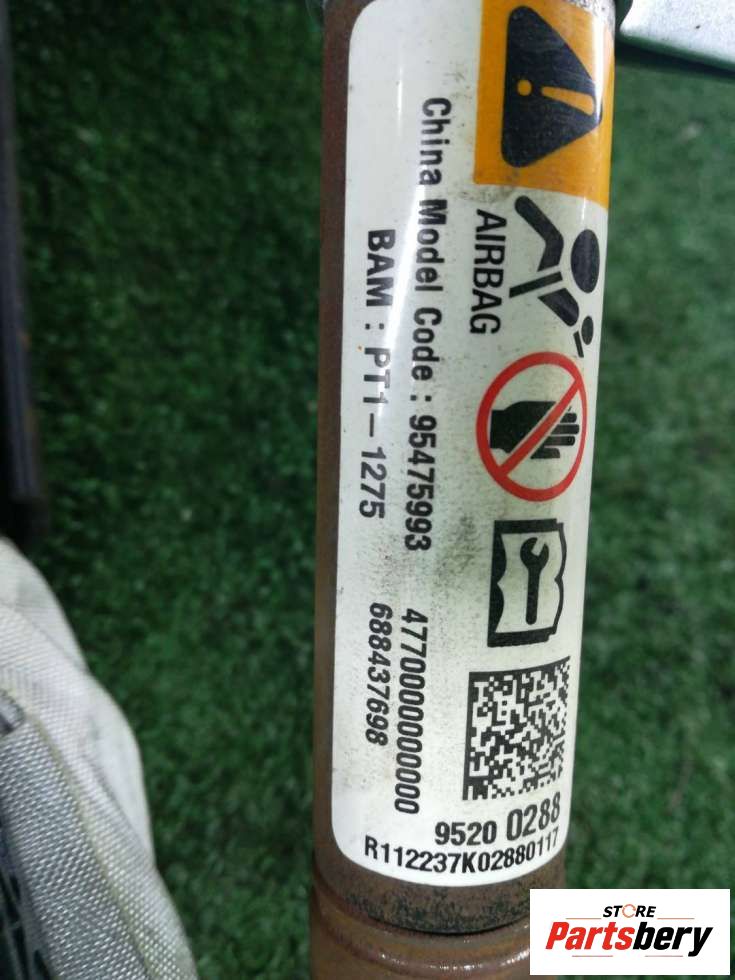 AIRBAG
China Model Code : 95475993
BAM : PT1-1275
4770000000000
688437698
9520 0288
R112237K02880117
STORE
Partsbery